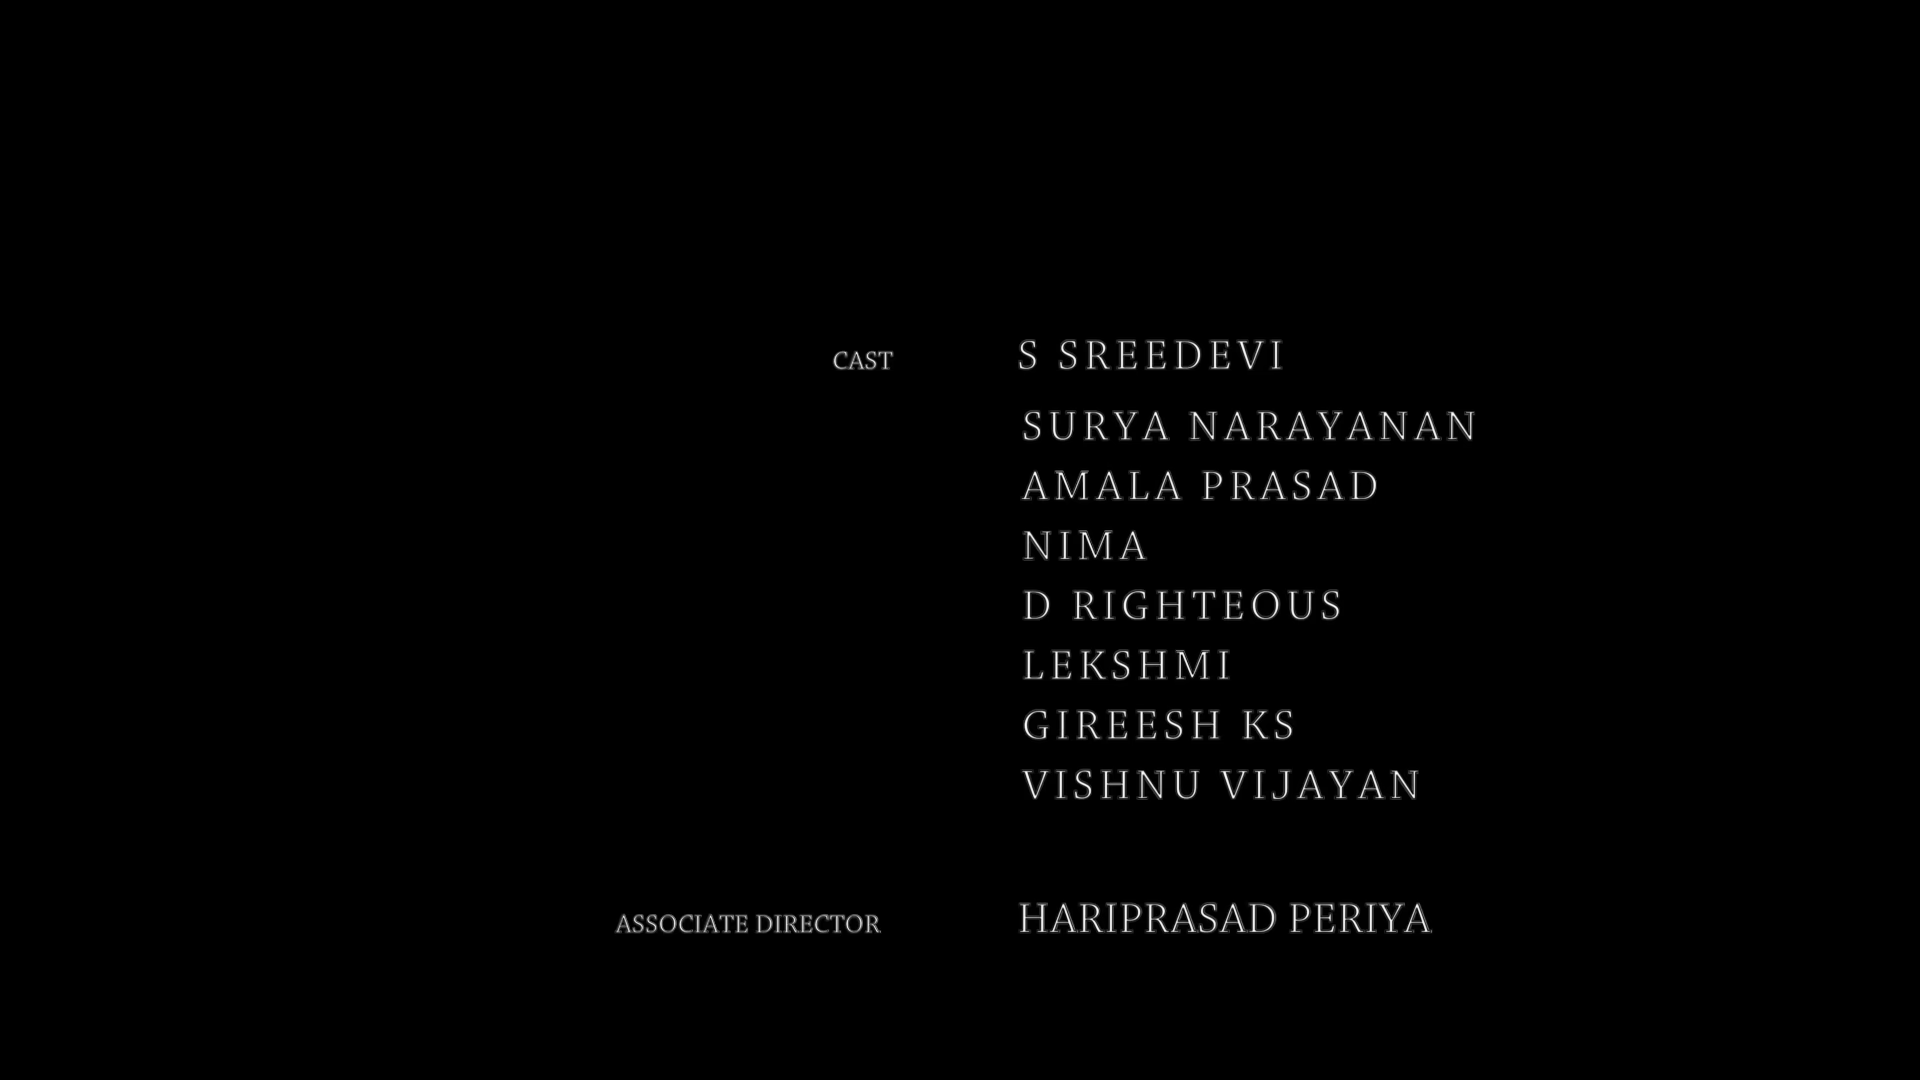 CAST S SREEDEVI
SURYA NARAYANAN
AMALA PRASAD
NIMA
D RIGHTEOUS
LEKSHMI
GIREESH KS
VISHNU VIJAYAN
ASSOCIATE DIRECTOR HARIPRASAD PERIYA